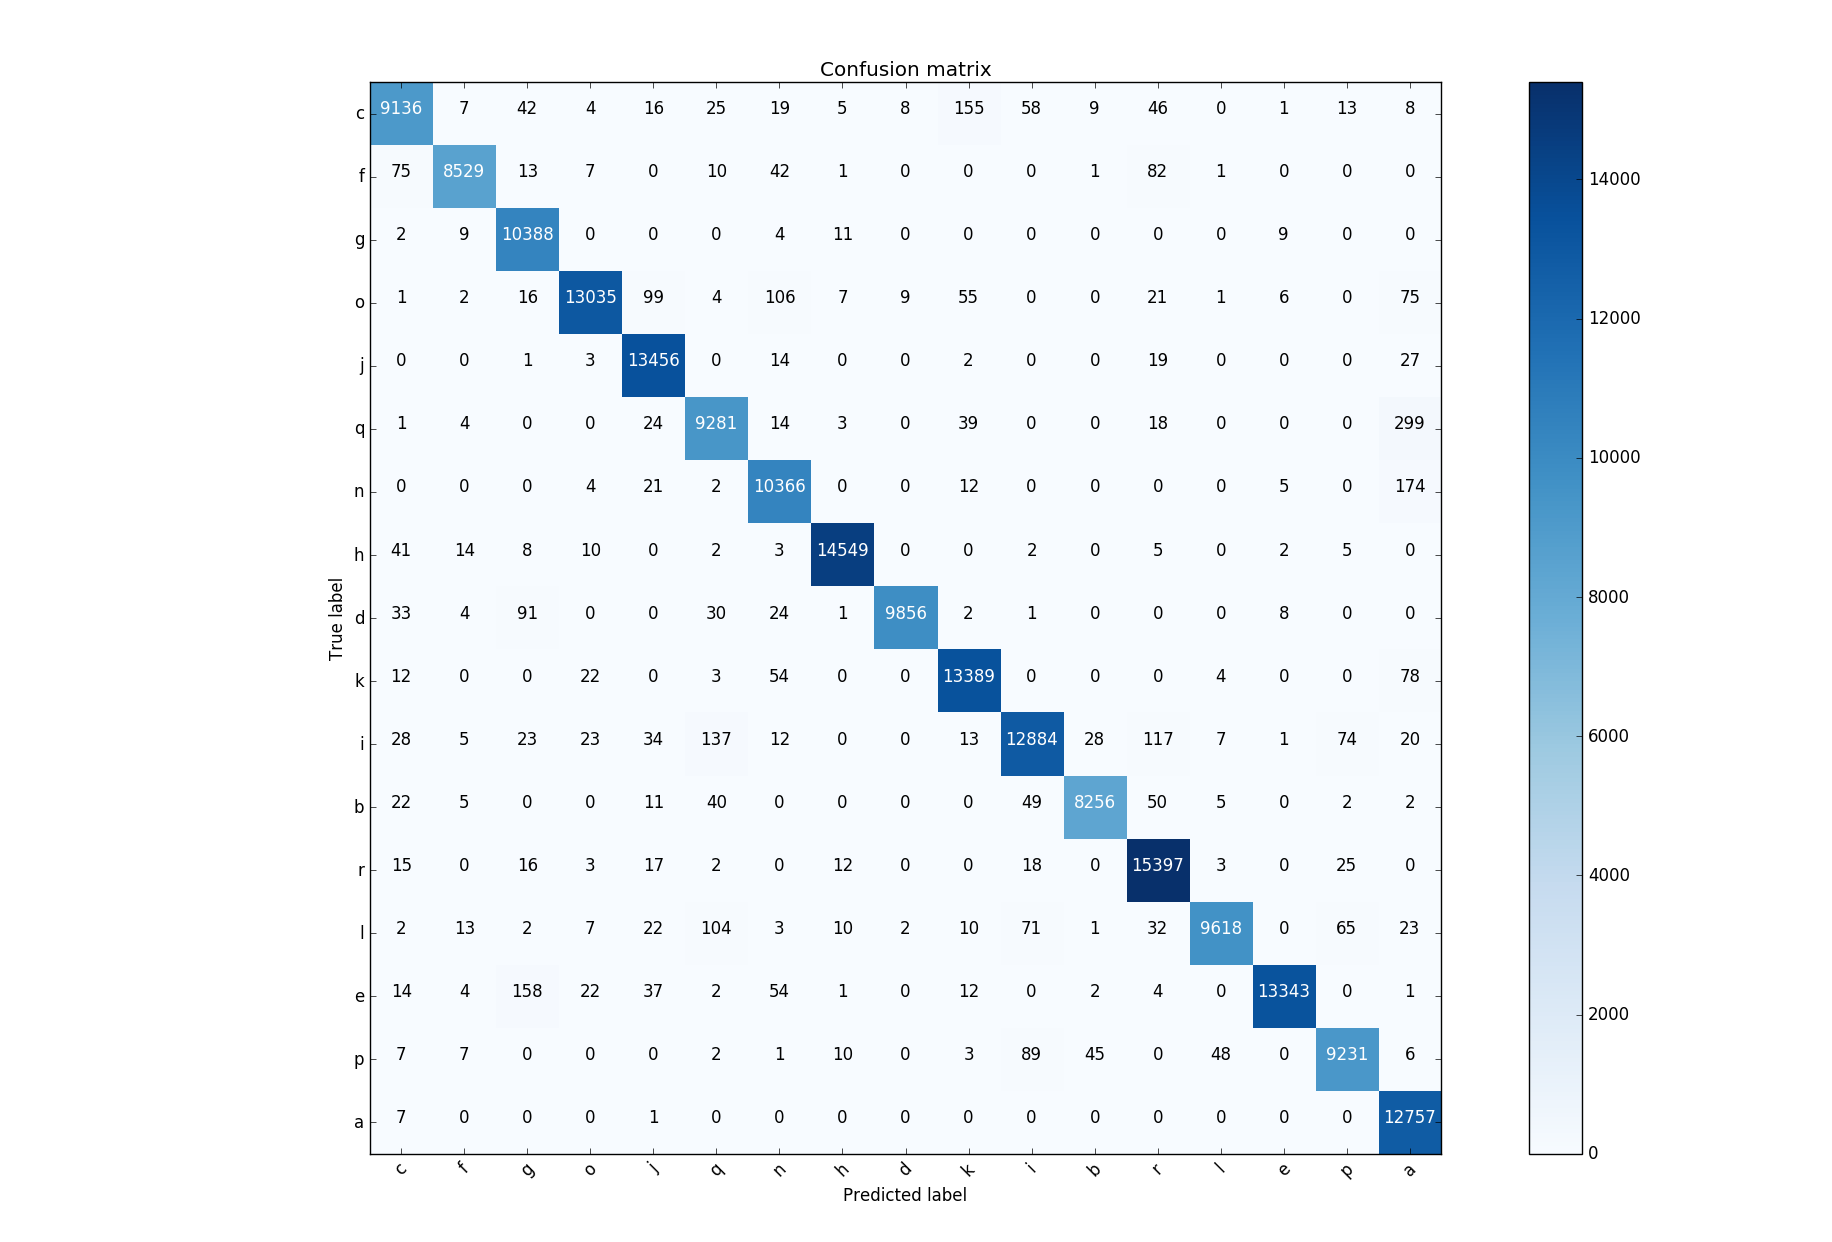 Confusion matrix
c 9136 7 42 4 16 25 19 5 8 155 58 9 46 0 1 13 8
f 75 8529 13 7 0 10 42 1 0 0 0 1 82 1 0 0 0
g 2 9 10388 0 0 0 4 11 0 0 0 0 0 0 9 0 0
o 1 2 16 13035 99 4 106 7 9 55 0 0 21 1 6 0 75
j 0 0 1 3 13456 0 14 0 0 2 0 0 19 0 0 0 27
q 1 4 0 0 24 9281 14 3 0 39 0 0 18 0 0 0 299
n 0 0 0 4 21 2 10366 0 0 12 0 0 0 0 5 0 174
h 41 14 8 10 0 2 3 14549 0 0 2 0 5 0 2 5 0
d 33 4 91 0 0 30 24 1 9856 2 1 0 0 0 8 0 0
k 12 0 0 22 0 3 54 0 0 13389 0 0 0 4 0 0 78
i 28 5 23 23 34 137 12 0 0 13 12884 28 117 7 1 74 20
b 22 5 0 0 11 40 0 0 0 0 49 8256 50 5 0 2 2
r 15 0 16 3 17 2 0 12 0 0 18 0 15397 3 0 25 0
l 2 13 2 7 22 104 3 10 2 10 71 1 32 9618 0 65 23
e 14 4 158 22 37 2 54 1 0 12 0 2 4 0 13343 0 1
p 7 7 0 0 0 2 1 10 0 3 89 45 0 48 0 9231 6
a 7 0 0 0 1 0 0 0 0 0 0 0 0 0 0 0 12757
c f g o j q n h d k i b r l e p a
True label
Predicted label
14000
12000
10000
8000
6000
4000
2000
0